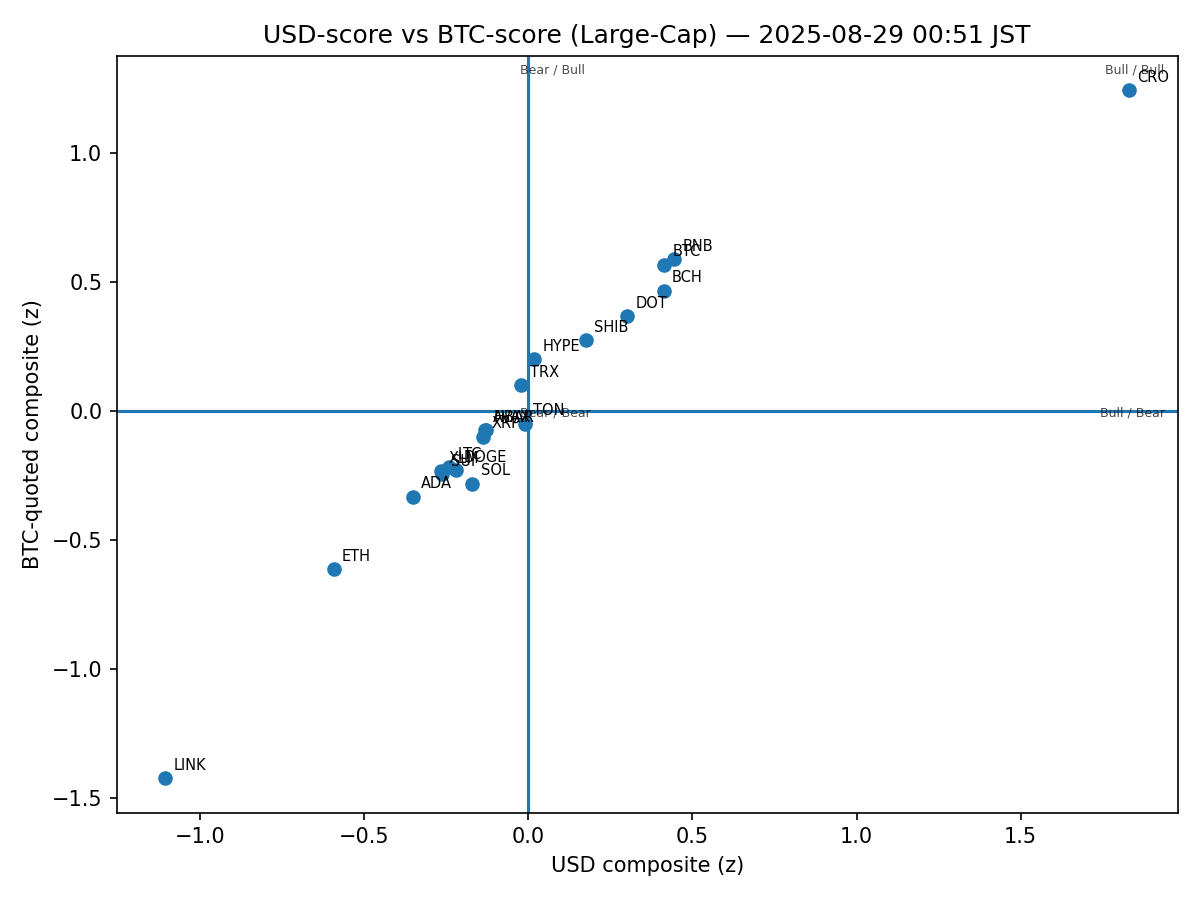 USD-score vs BTC-score (Large-Cap) — 2025-08-29 00:51 JST
Bear / Bull
Bull / Bull
CRO
1.0
BNB
BTC
0.5
BCH
DOT
SHIB
HYPE
TRX
0.0
TON
Bear / Bear
Bull / Bear
XRP
LTC
DOGE
SUI
SOL
ADA
−0.5
ETH
−1.0
LINK
−1.5
−1.0
−0.5
0.0
0.5
1.0
1.5
USD composite (z)
BTC-quoted composite (z)